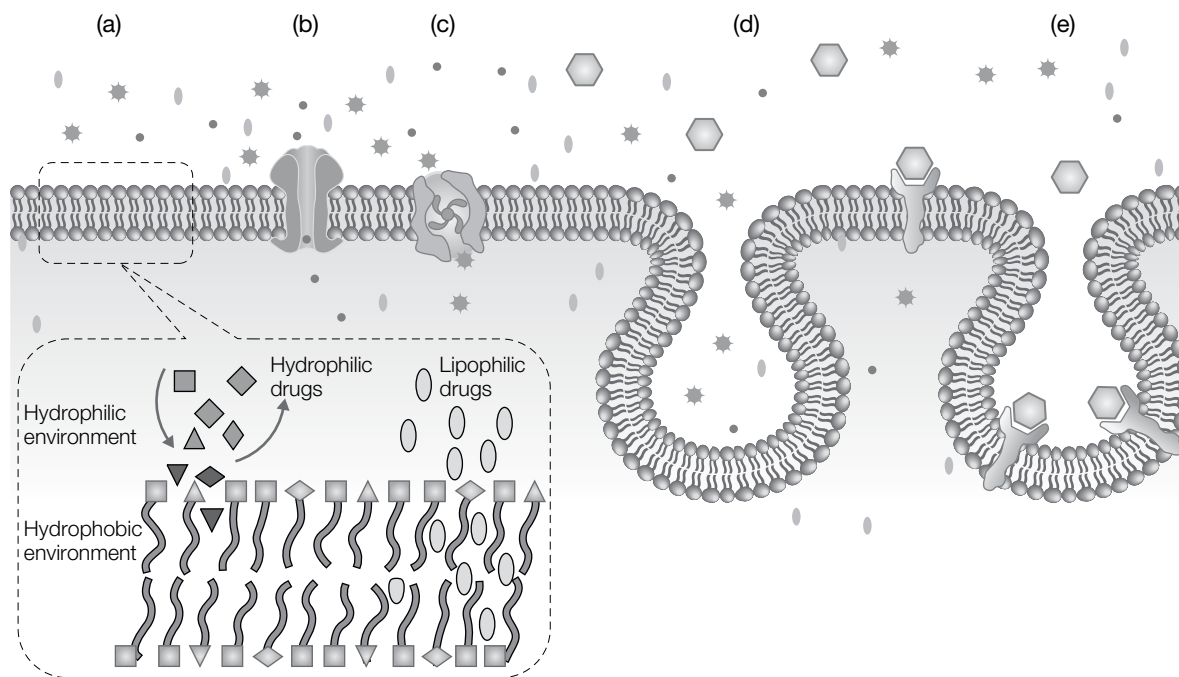 (a)
(b)
(c)
(d)
(e)
Hydrophilic
drugs
Lipophilic
drugs
Hydrophilic
environment
Hydrophobic
environment